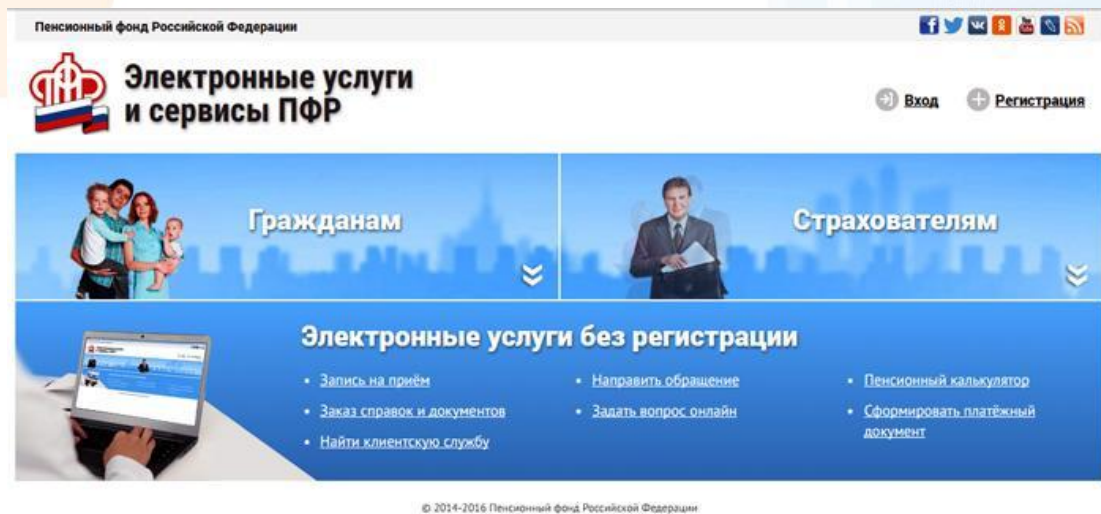 Пенсионный фонд Российской Федерации
Электронные услуги
и сервисы ПФР
Вход
Регистрация
Гражданам
Страхователям
Электронные услуги без регистрации
Запись на приём
Направить обращение
Пенсионный калькулятор
Заказ справок и документов
Задать вопрос онлайн
Сформировать платёжный
документ
Найти клиентскую службу
© 2014-2016 Пенсионный фонд Российской Федерации